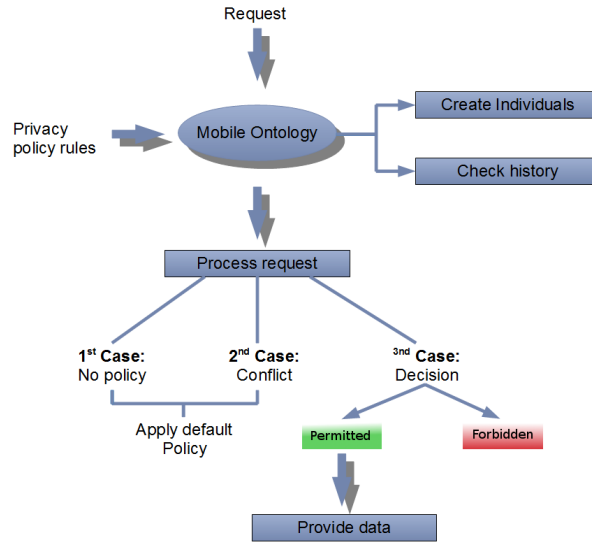 Request
Privacy
policy rules
Mobile Ontology
Create Individuals
Check history
Process request
1st Case:
No policy
2nd Case:
Conflict
3nd Case:
Decision
Apply default
Policy
Permitted
Forbidden
Provide data